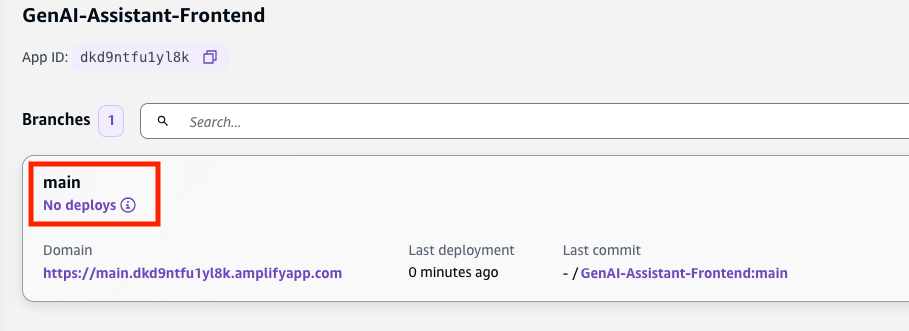 GenAI-Assistant-Frontend
App ID: dkd9ntfu1yl8k
Branches 1 Search...
main
No deploys
Domain Last deployment Last commit
https://main.dkd9ntfu1yl8k.amplifyapp.com 0 minutes ago - / GenAI-Assistant-Frontend:main